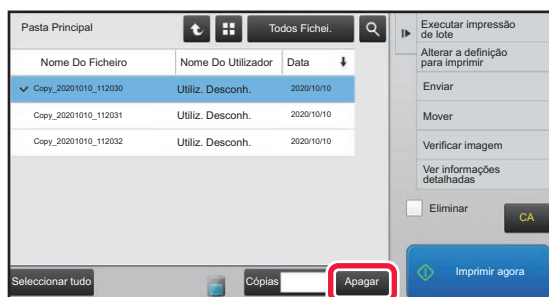 Pasta Principal
Todos Fichei.
Nome Do Ficheiro Nome Do Utilizador Data
Copy_20201010_112030 Utiliz. Desconh. 2020/10/10
Copy_20201010_112031 Utiliz. Desconh. 2020/10/10
Copy_20201010_112032 Utiliz. Desconh. 2020/10/10
Seleccionar tudo
Cópias
Apagar
Executar impressão
de lote
Alterar a definição
para imprimir
Enviar
Mover
Verificar imagem
Ver informações
detalhadas
Eliminar
CA
Imprimir agora